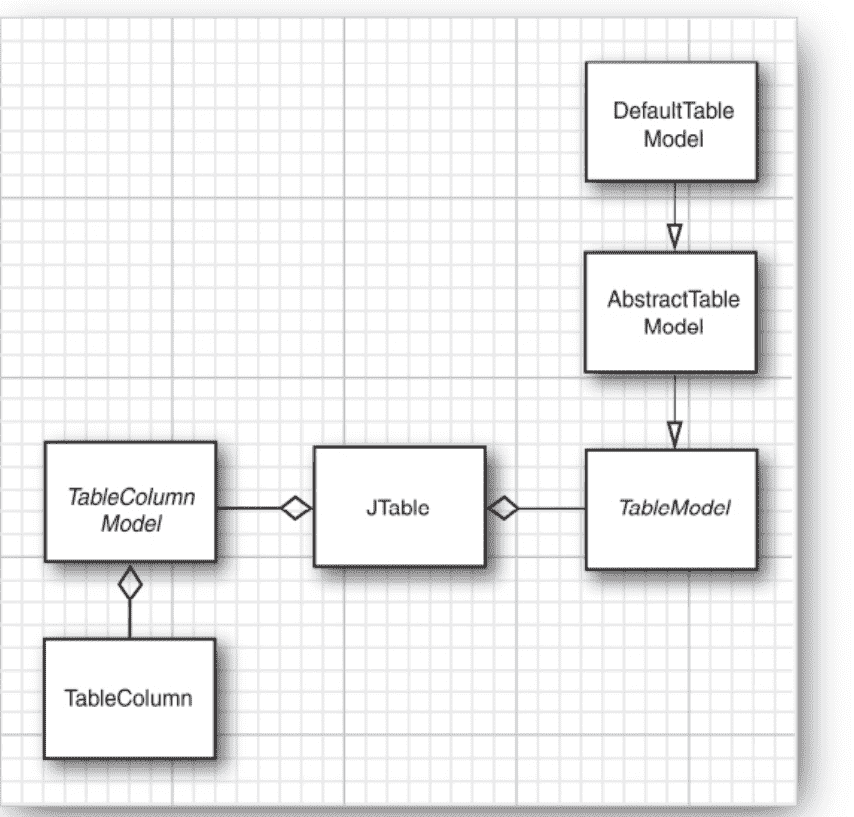 DefaultTable
Model
AbstractTable
Model
TableColumn
Model
JTable
TableModel
TableColumn